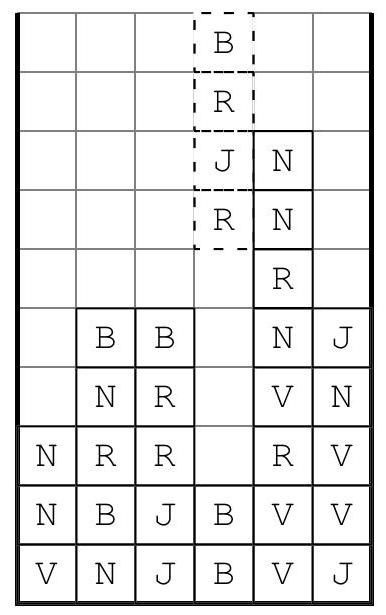 B
R
J N
R N
R
B B N J
N R V N
N R R R V
N B J B V V
V N J B V J